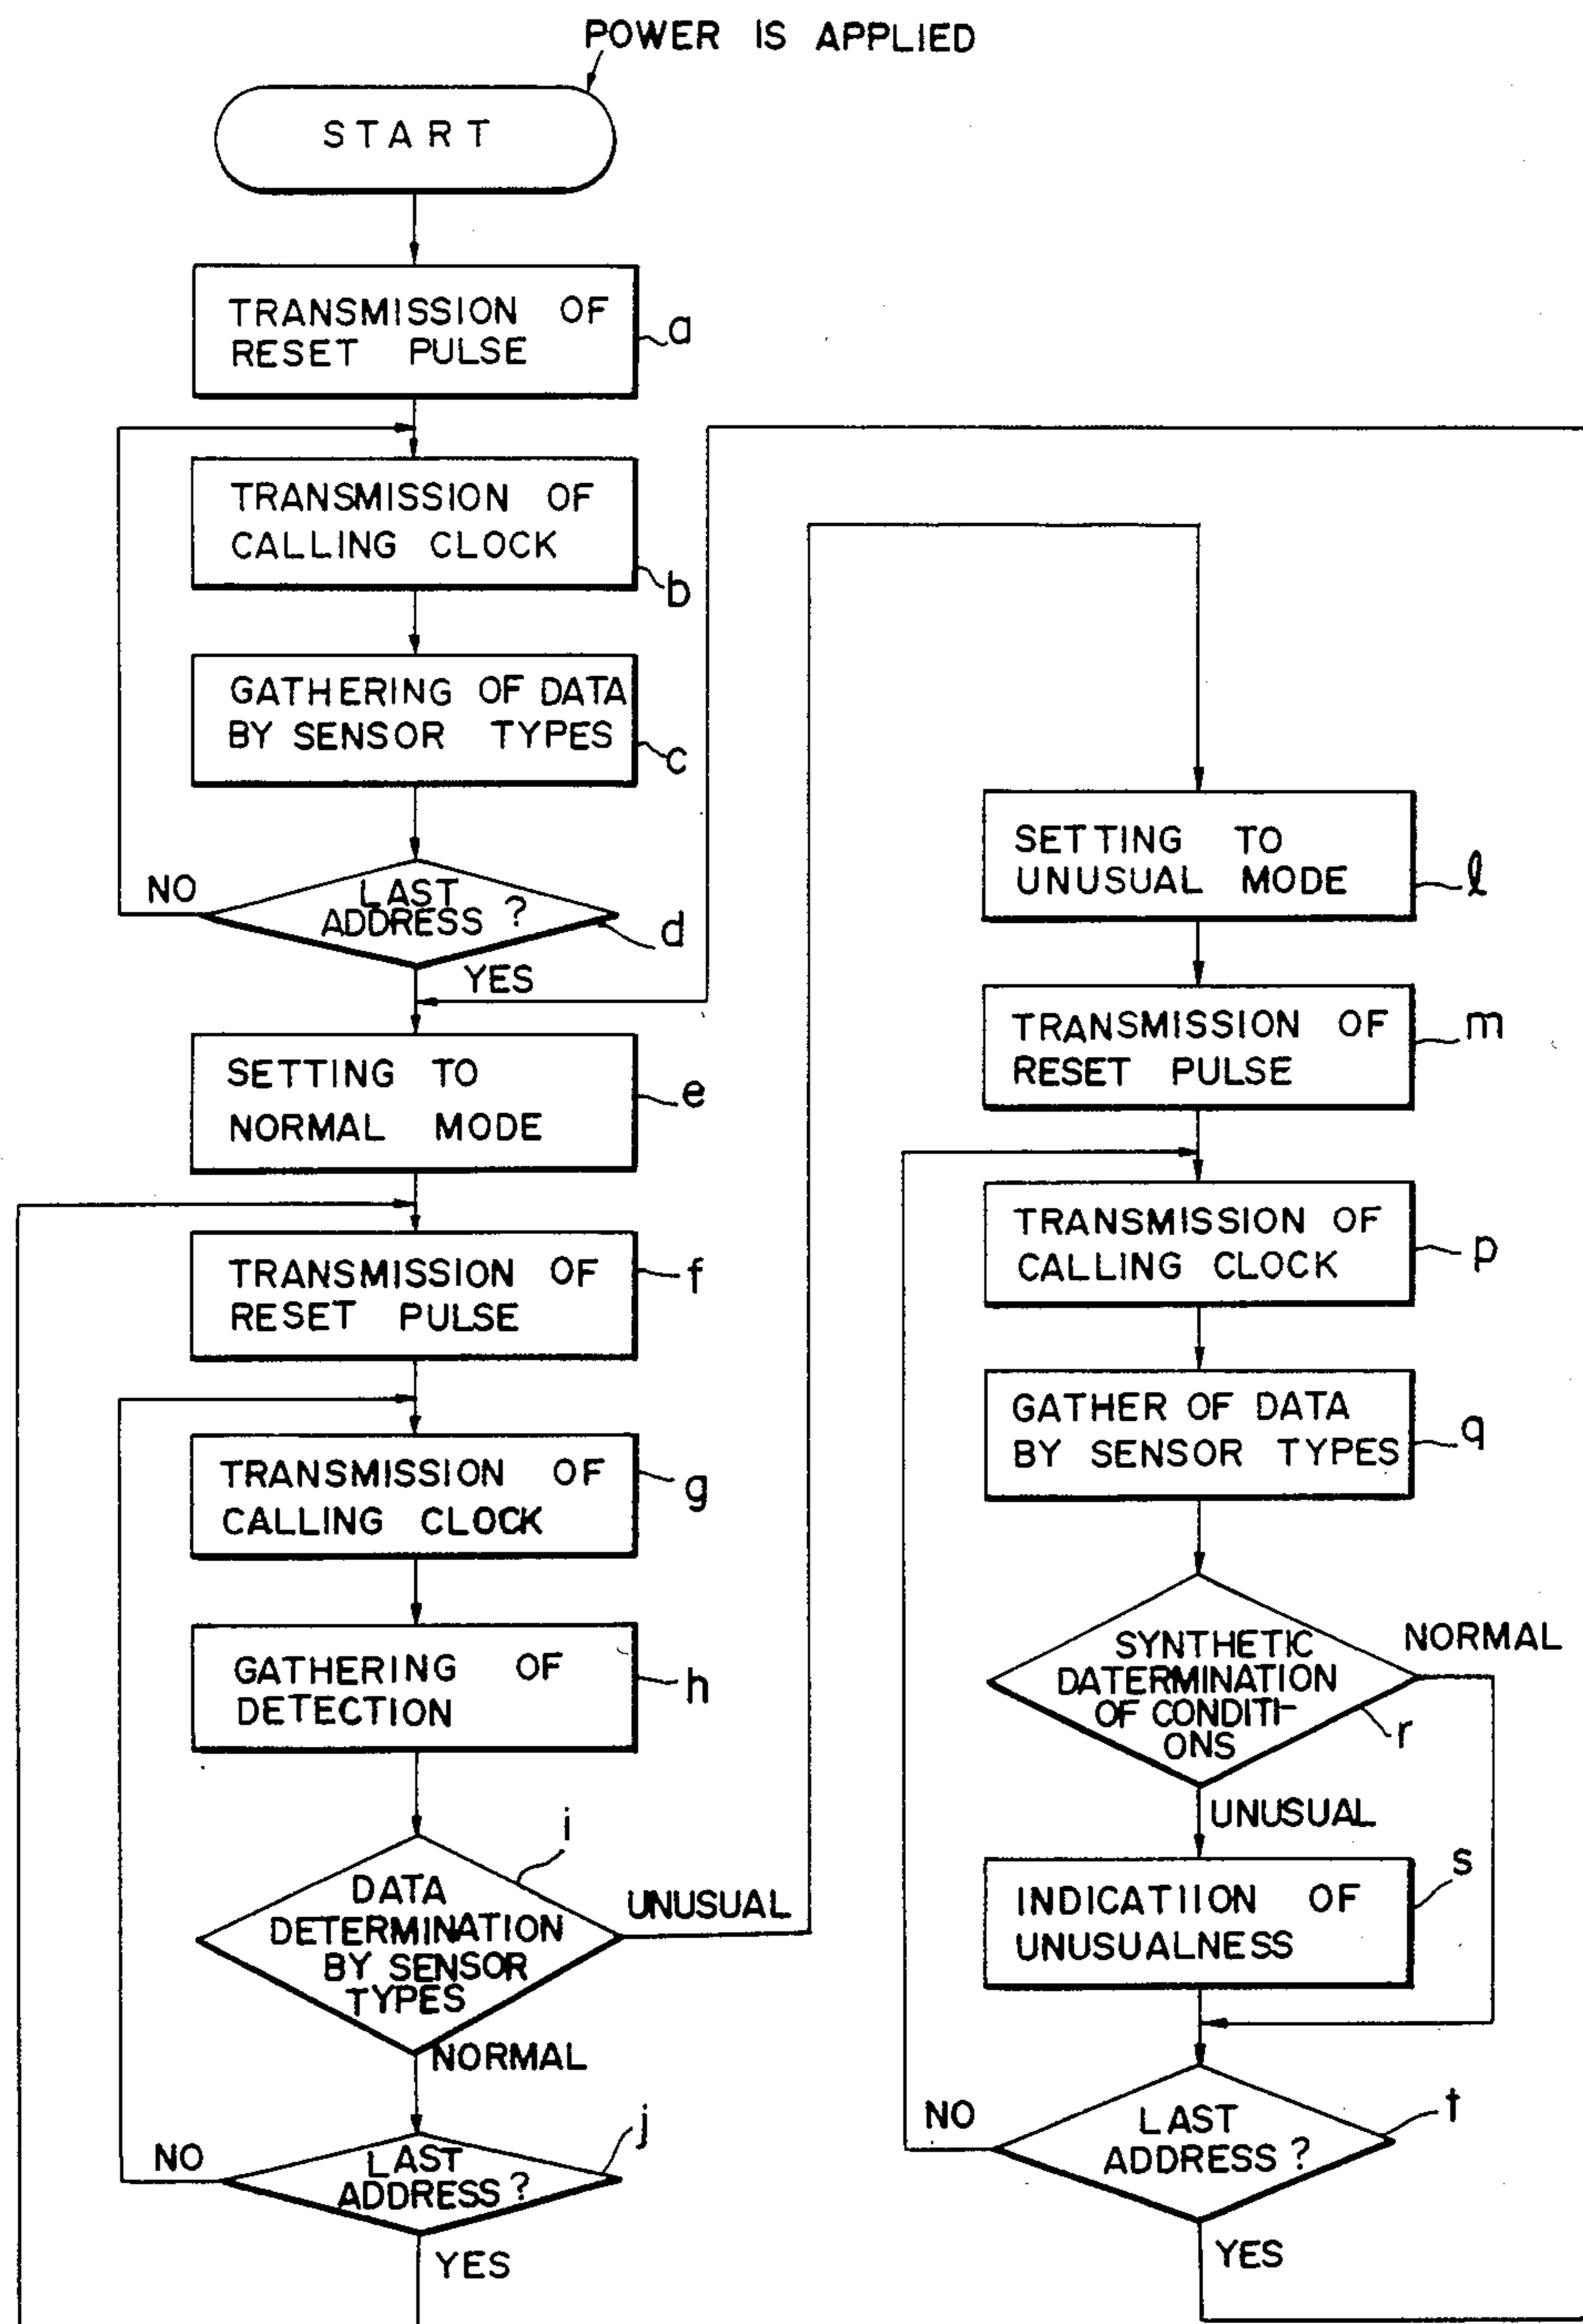 POWER IS APPLIED
START
TRANSMISSION OF
RESET PULSE
a
TRANSMISSION OF
CALLING CLOCK
b
GATHERING OF DATA
BY SENSOR TYPES
c
NO
LAST
ADDRESS ?
d
YES
SETTING TO
NORMAL MODE
e
TRANSMISSION OF
RESET PULSE
f
TRANSMISSION OF
CALLING CLOCK
g
GATHERING OF
DETECTION
h
i
DATA
DETERMINATION
BY SENSOR
TYPES
UNUSUAL
NORMAL
j
NO
LAST
ADDRESS ?
YES
SETTING TO
UNUSUAL MODE
l
TRANSMISSION OF
RESET PULSE
m
TRANSMISSION OF
CALLING CLOCK
p
GATHER OF DATA
BY SENSOR TYPES
q
SYNTHETIC
DATERMINATION
OF CONDITI-
ONS
NORMAL
r
UNUSUAL
INDICATIION OF
UNUSUALNESS
s
NO
LAST
ADDRESS ?
t
YES